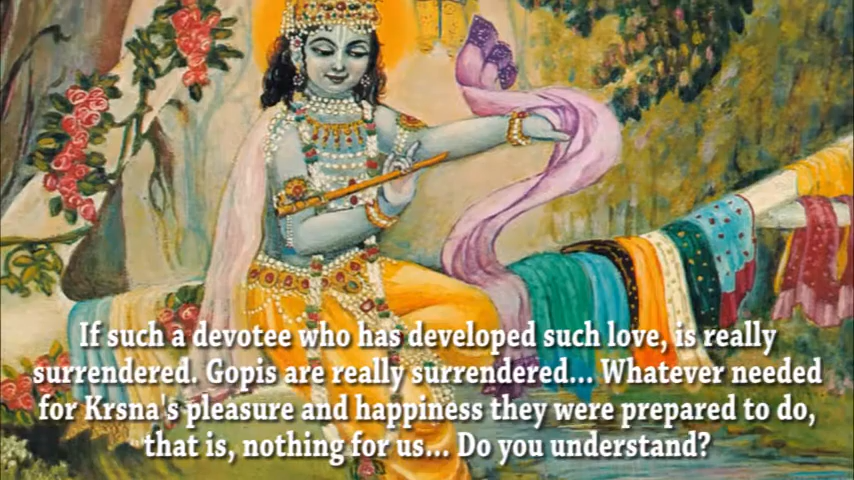 If such a devotee who has developed such love, is really
surrendered. Gopis are really surrendered... Whatever needed
for Krsna's pleasure and happiness they were prepared to do,
that is, nothing for us... Do you understand?